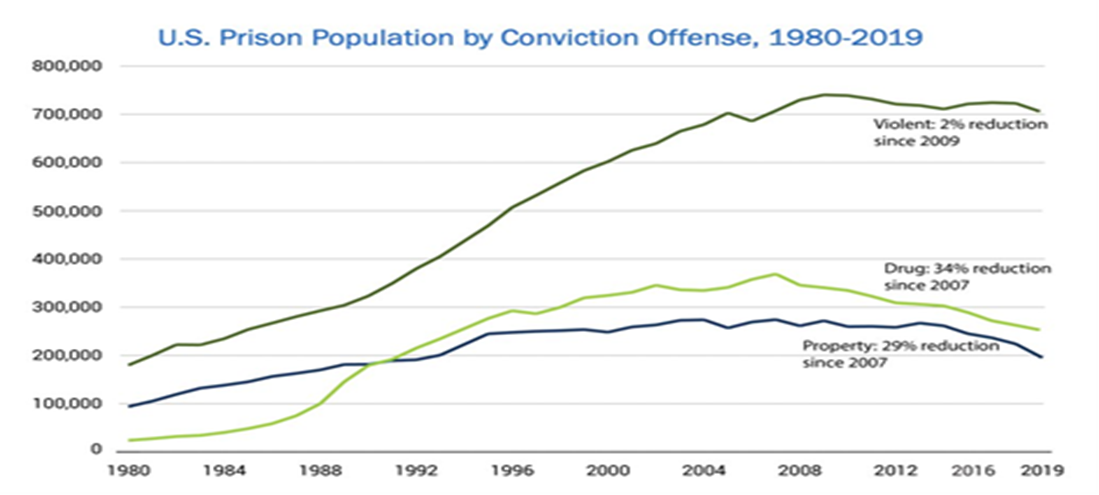 U.S. Prison Population by Conviction Offense, 1980-2019
800,000
700,000
Violent: 2% reduction
since 2009
600,000
500,000
400,000
Drug: 34% reduction
since 2007
300,000
Property: 29% reduction
since 2007
200,000
100,000
0
1980 1984 1988 1992 1996 2000 2004 2008 2012 2016 2019